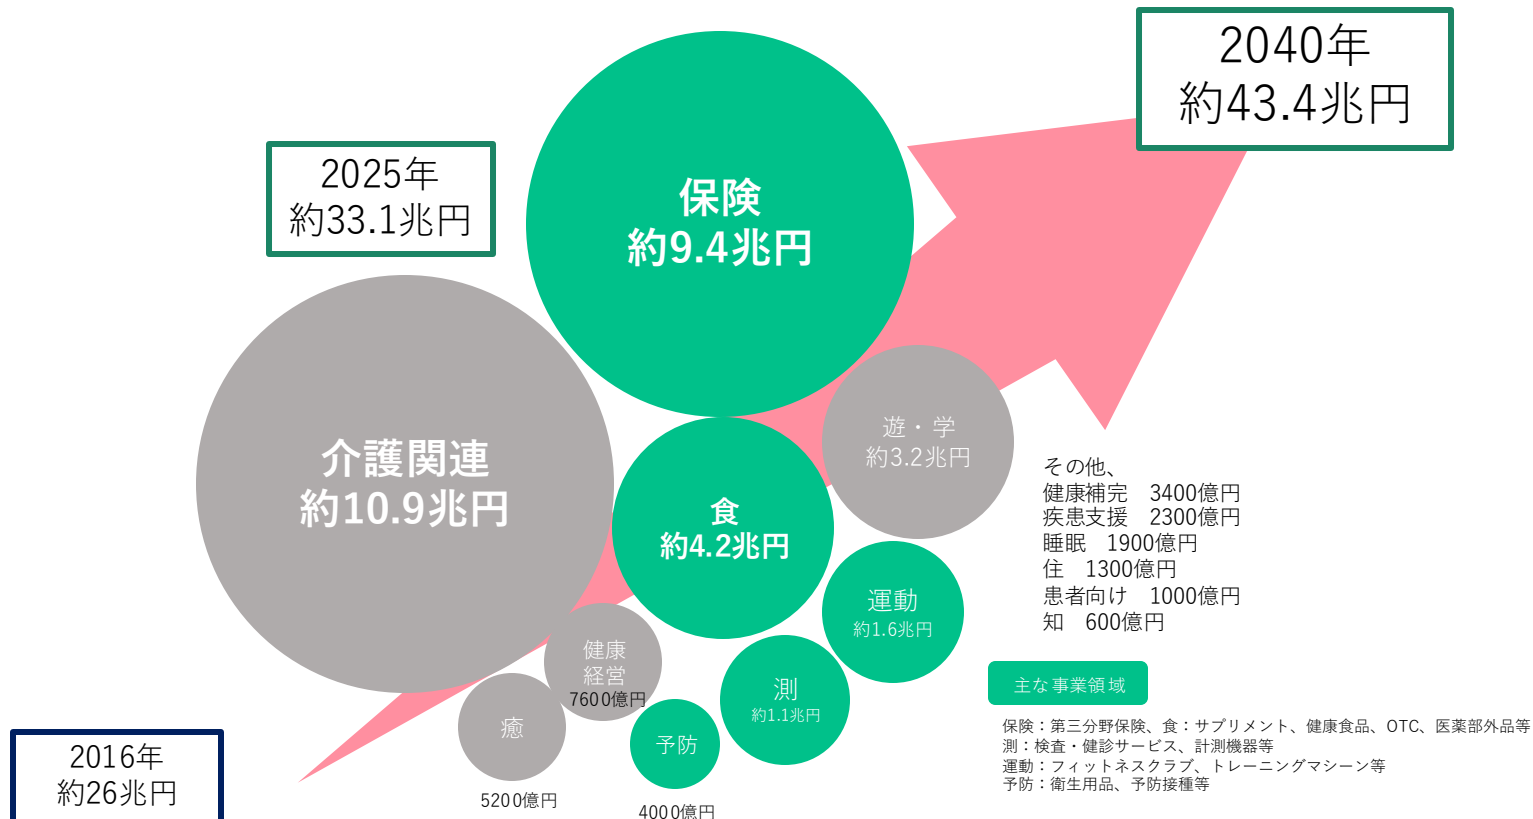 2040年
約43.4兆円
2025年
約33.1兆円
保険
約9.4兆円
介護関連
約10.9兆円
遊・学
約3.2兆円
食
約4.2兆円
その他、
健康補完　3400億円
疾患支援　2300億円
睡眠　1900億円
住　1300億円
患者向け　1000億円
知　600億円
運動
約1.6兆円
健康
経営
7600億円
測
約1.1兆円
癒
5200億円
予防
4000億円
主な事業領域
保険：第三分野保険、食：サプリメント、健康食品、OTC、医薬部外品等
測：検査・健診サービス、計測機器等
運動：フィットネスクラブ、トレーニングマシーン等
予防：衛生用品、予防接種等
2016年
約26兆円